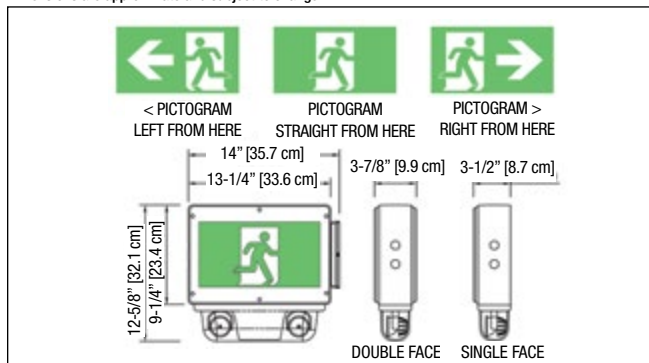 < PICTOGRAM
LEFT FROM HERE
PICTOGRAM
STRAIGHT FROM HERE
PICTOGRAM >
RIGHT FROM HERE
14” [35.7 cm]
13-1/4” [33.6 cm]
3-7/8” [9.9 cm]
3-1/2” [8.7 cm]
12-5/8” [32.1 cm]
9-1/4” [23.4 cm]
DOUBLE FACE
SINGLE FACE